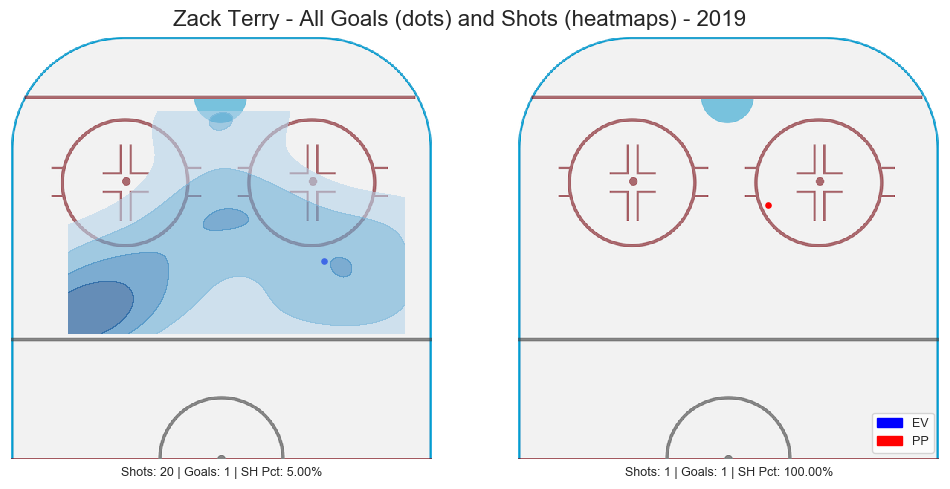 Zack Terry - All Goals (dots) and Shots (heatmaps) - 2019
EV
PP
Shots: 20 | Goals: 1 | SH Pct: 5.00%
Shots: 1 | Goals: 1 | SH Pct: 100.00%